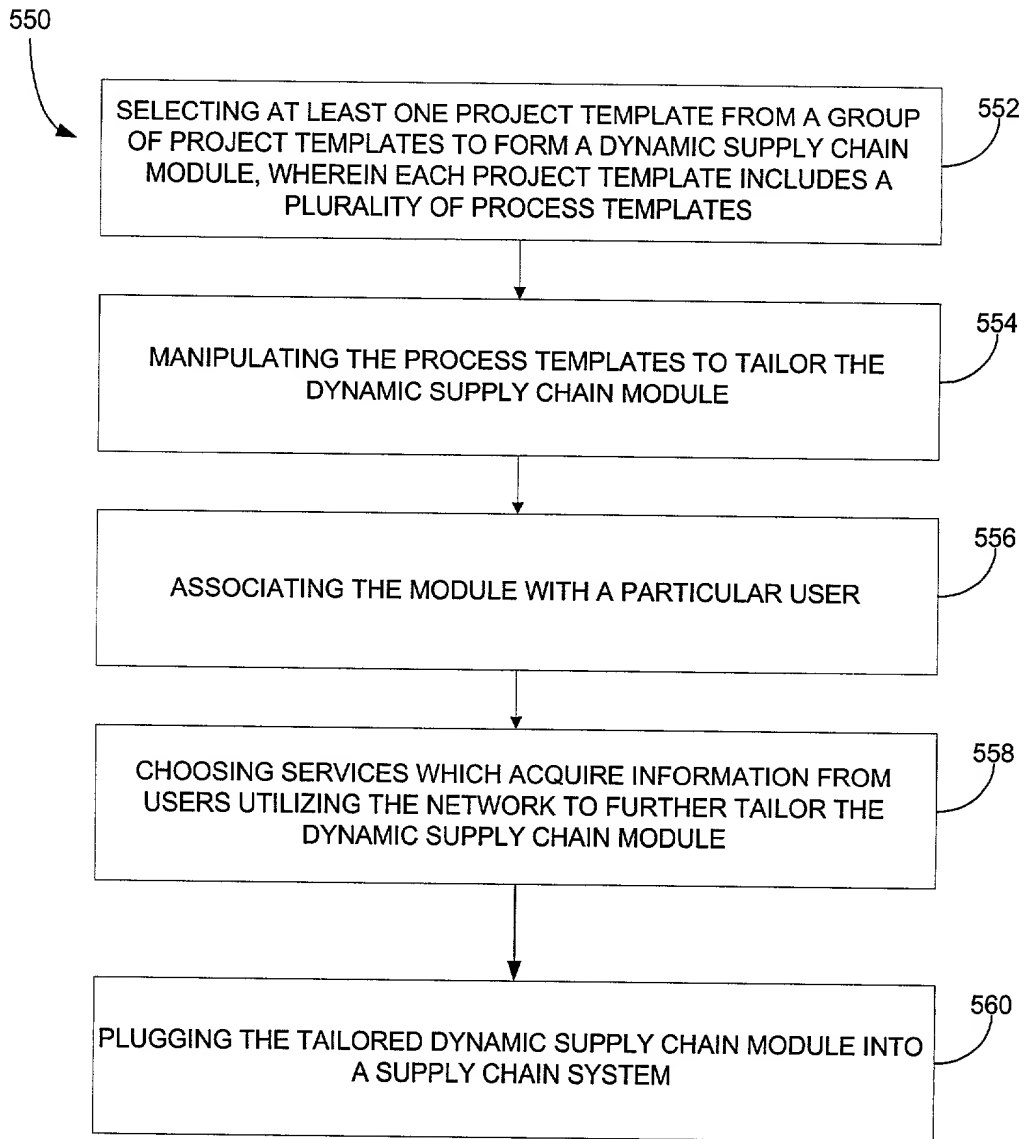 550
SELECTING AT LEAST ONE PROJECT TEMPLATE FROM A GROUP
OF PROJECT TEMPLATES TO FORM A DYNAMIC SUPPLY CHAIN
MODULE, WHEREIN EACH PROJECT TEMPLATE INCLUDES A
PLURALITY OF PROCESS TEMPLATES
552
MANIPULATING THE PROCESS TEMPLATES TO TAILOR THE
DYNAMIC SUPPLY CHAIN MODULE
554
ASSOCIATING THE MODULE WITH A PARTICULAR USER
556
CHOOSING SERVICES WHICH ACQUIRE INFORMATION FROM
USERS UTILIZING THE NETWORK TO FURTHER TAILOR THE
DYNAMIC SUPPLY CHAIN MODULE
558
PLUGGING THE TAILORED DYNAMIC SUPPLY CHAIN MODULE INTO
A SUPPLY CHAIN SYSTEM
560